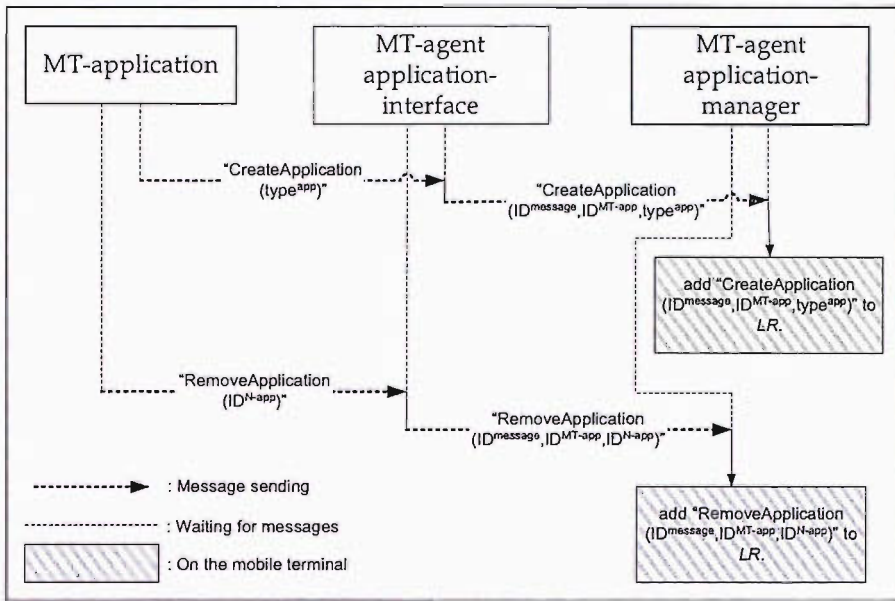 MT-application
MT-agent
application-
interface
MT-agent
application-
manager
“CreateApplication
(type^app)”
“CreateApplication
(ID^message,ID^MT-app,type^app)”
add “CreateApplication
(ID^message,ID^MT-app,type^app)” to
LR.
“RemoveApplication
(ID^N-app)”
“RemoveApplication
(ID^message,ID^MT-app,ID^N-app)”
add “RemoveApplication
(ID^message,ID^MT-app,ID^N-app)” to
LR.
: Message sending
: Waiting for messages
: On the mobile terminal